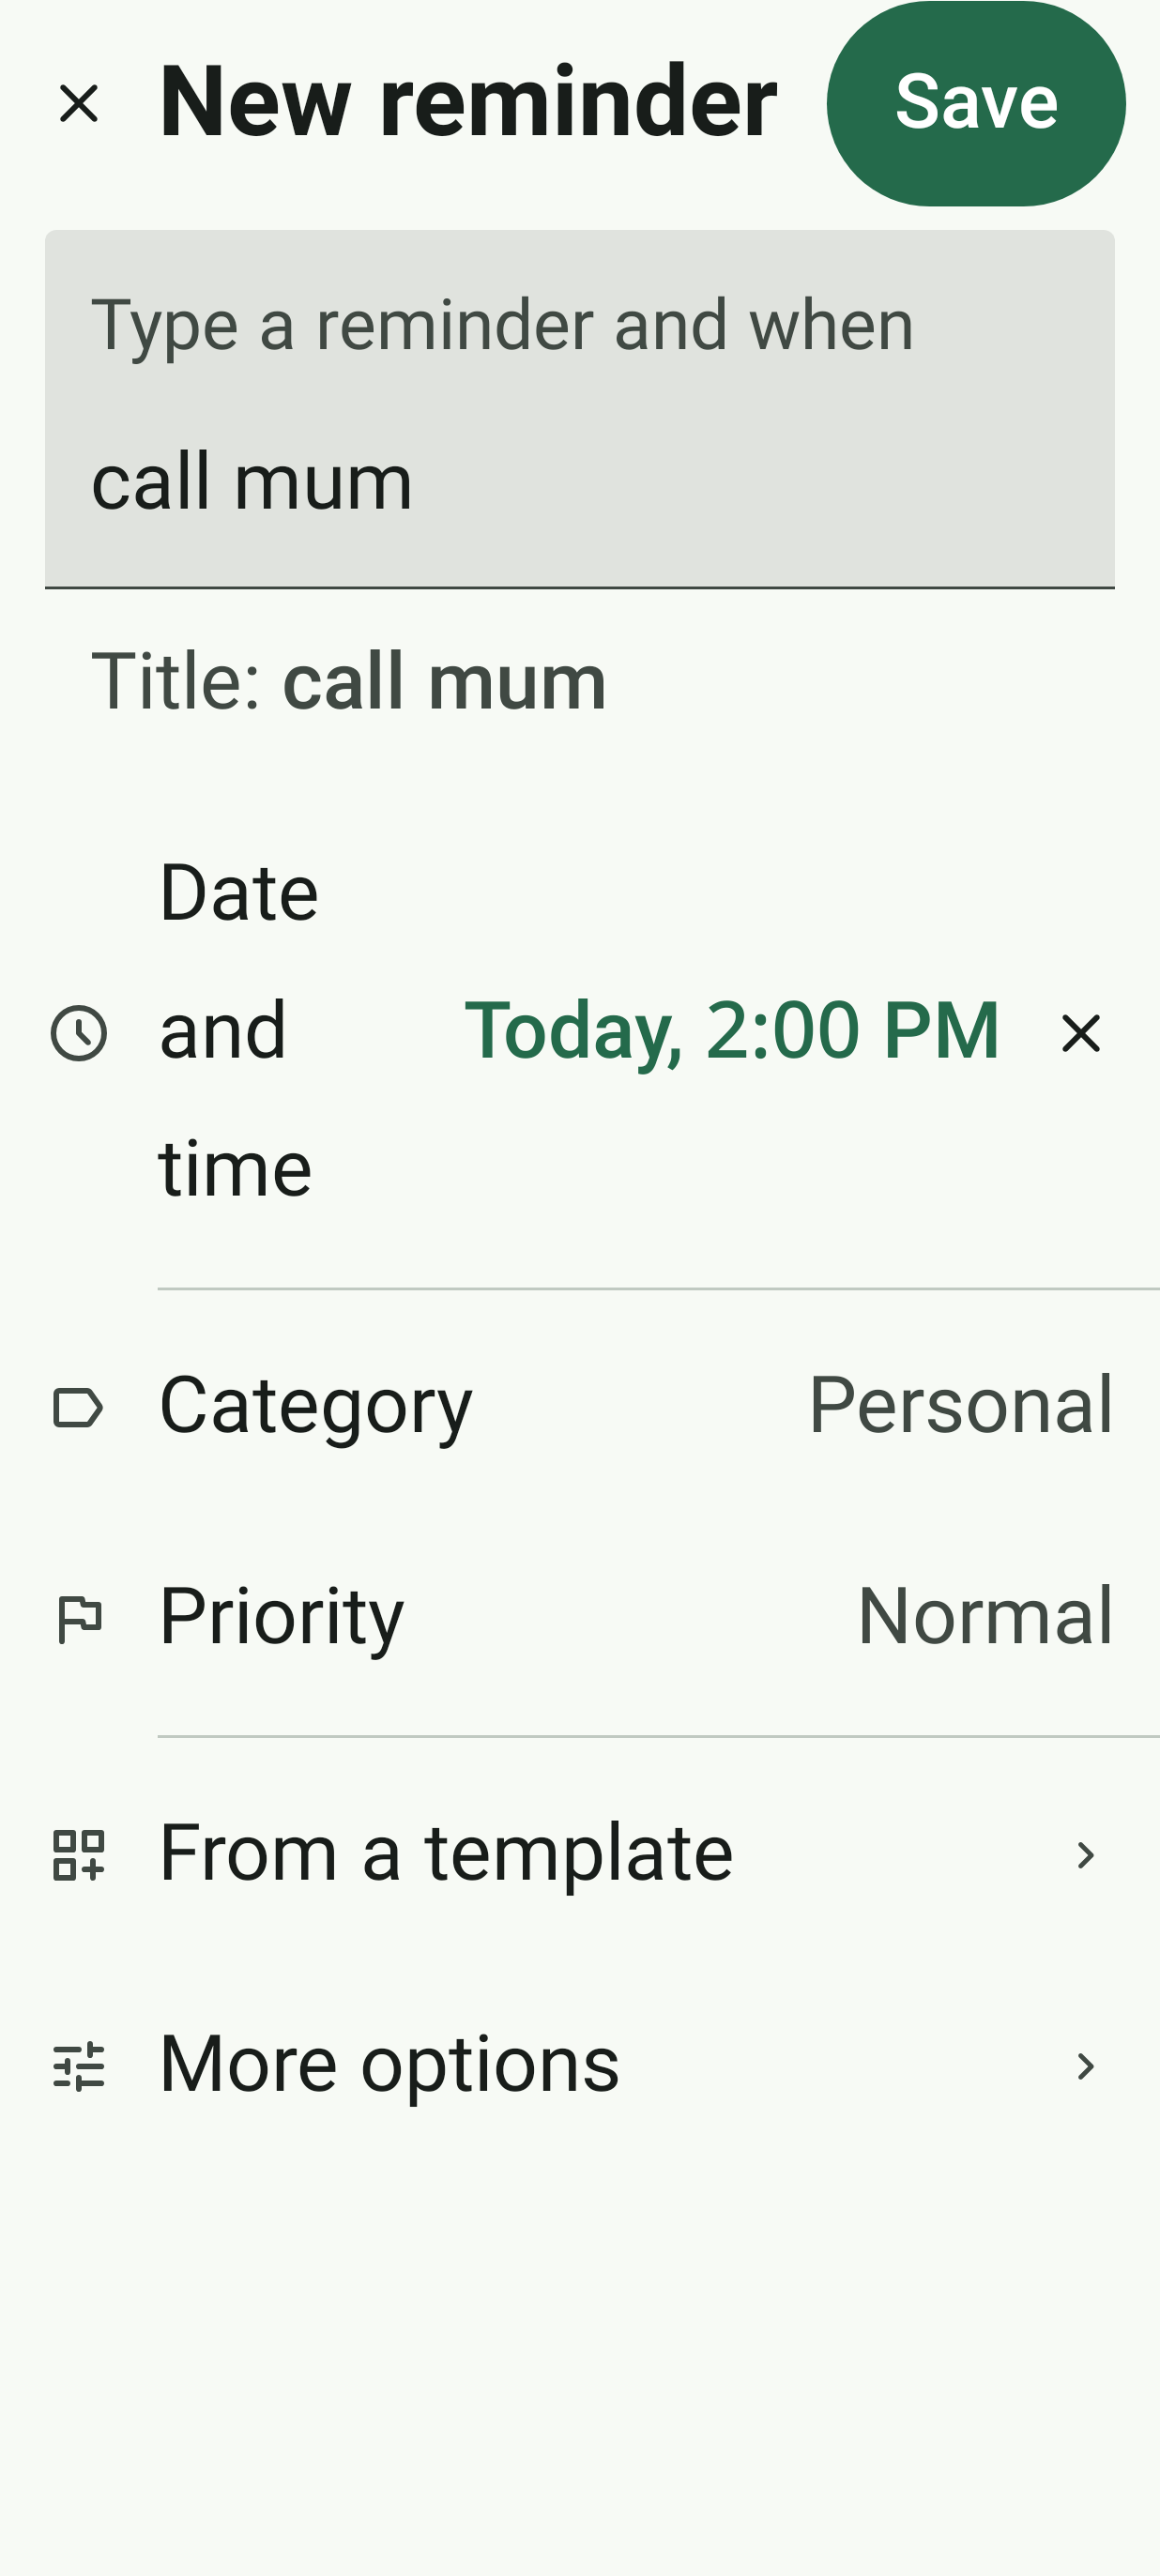 New reminder
Save
Type a reminder and when
call mum
Title: call mum
Date
and
time
Today, 2:00 PM
Category
Personal
Priority
Normal
From a template
More options